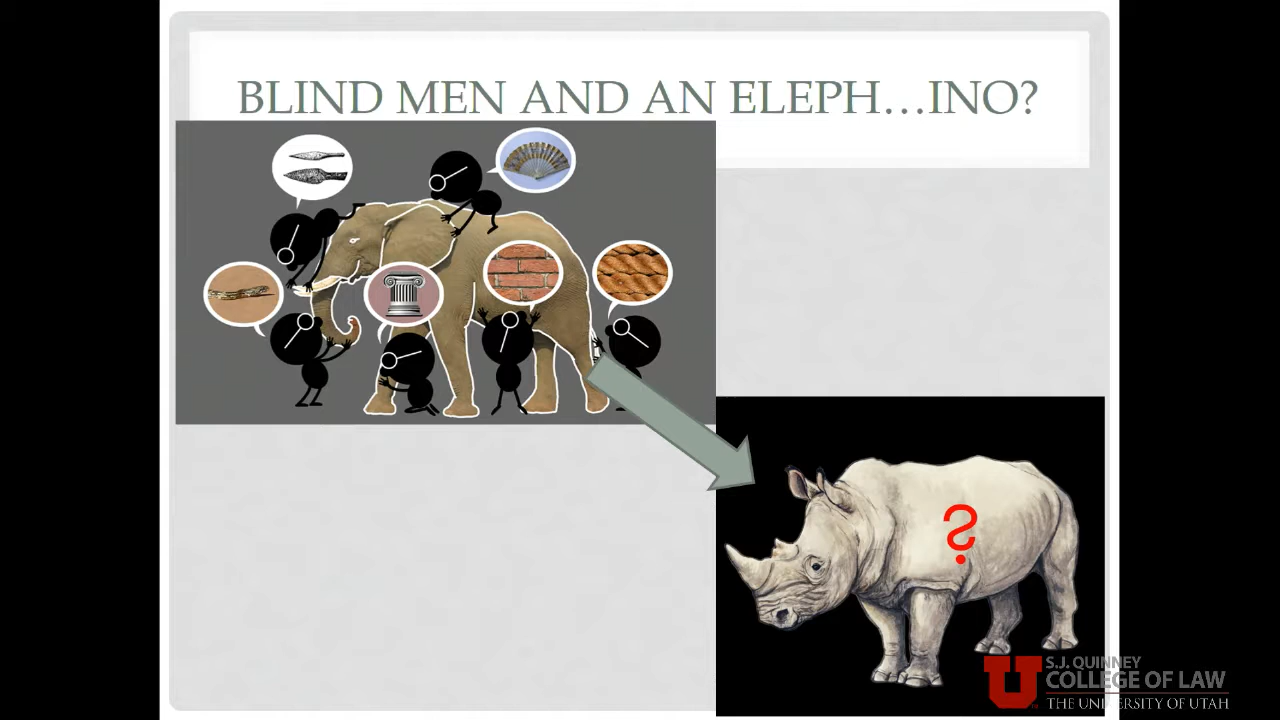 BLIND MEN AND AN ELEPH…INO?
?
U S.J. QUINNEY
COLLEGE OF LAW
THE UNIVERSITY OF UTAH